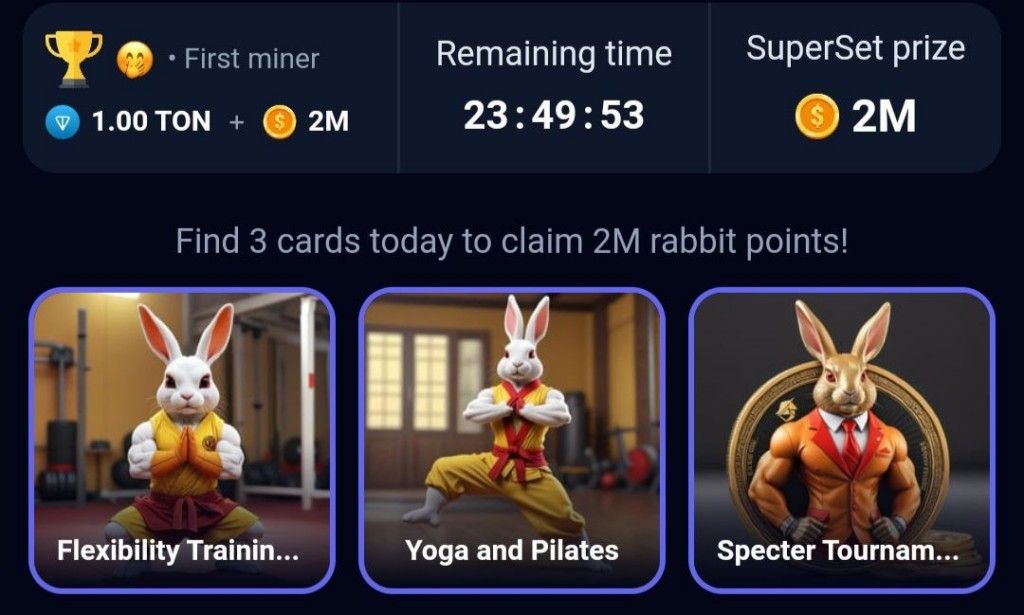 • First miner
1.00 TON + 2M
Remaining time
23:49:53
SuperSet prize
2M
Find 3 cards today to claim 2M rabbit points!
Flexibility Trainin...
Yoga and Pilates
Specter Tournam...